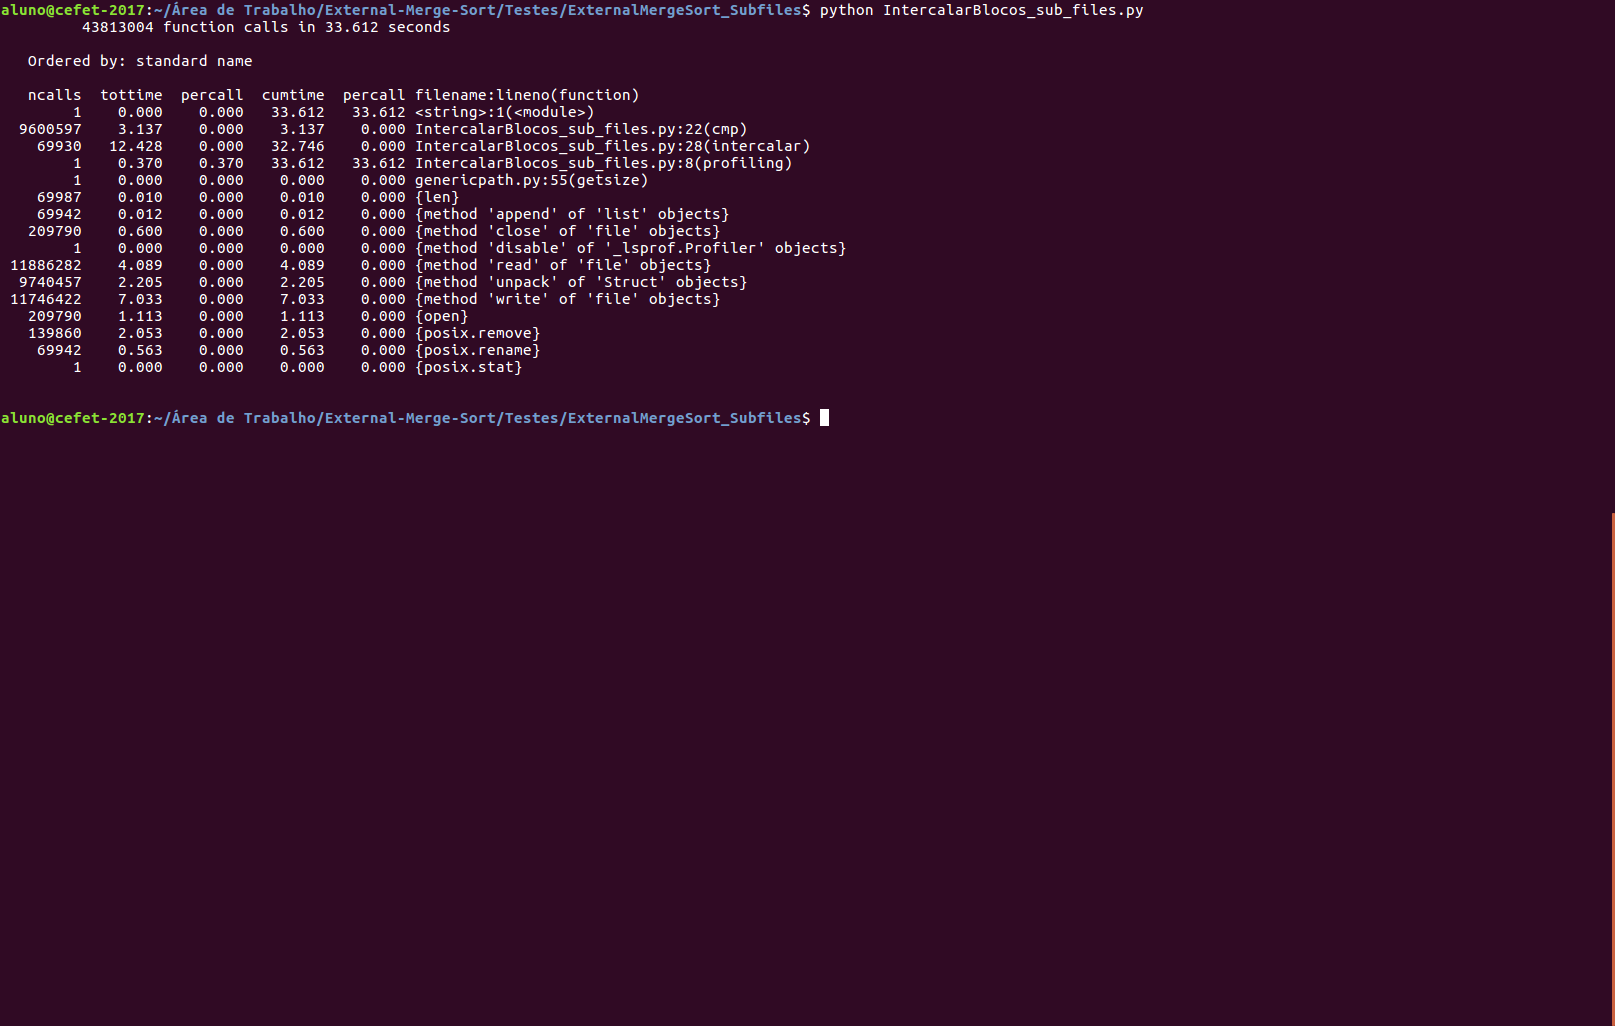 aluno@cefet-2017:~/Área de Trabalho/External-Merge-Sort/Testes/ExternalMergeSort_Subfiles$ python IntercalarBlocos_sub_files.py
         43813004 function calls in 33.612 seconds

   Ordered by: standard name

   ncalls  tottime  percall  cumtime  percall filename:lineno(function)
        1    0.000    0.000   33.612   33.612 <string>:1(<module>)
  9600597    3.137    0.000    3.137    0.000 IntercalarBlocos_sub_files.py:22(cmp)
    69930   12.428    0.000   32.746    0.000 IntercalarBlocos_sub_files.py:28(intercalar)
        1    0.370    0.370   33.612   33.612 IntercalarBlocos_sub_files.py:8(profiling)
        1    0.000    0.000    0.000    0.000 genericpath.py:55(getsize)
    69987    0.010    0.000    0.010    0.000 {len}
    69942    0.012    0.000    0.012    0.000 {method 'append' of 'list' objects}
   209790    0.600    0.000    0.600    0.000 {method 'close' of 'file' objects}
        1    0.000    0.000    0.000    0.000 {method 'disable' of '_lsprof.Profiler' objects}
 11886282    4.089    0.000    4.089    0.000 {method 'read' of 'file' objects}
  9740457    2.205    0.000    2.205    0.000 {method 'unpack' of 'Struct' objects}
 11746422    7.033    0.000    7.033    0.000 {method 'write' of 'file' objects}
   209790    1.113    0.000    1.113    0.000 {open}
   139860    2.053    0.000    2.053    0.000 {posix.remove}
    69942    0.563    0.000    0.563    0.000 {posix.rename}
        1    0.000    0.000    0.000    0.000 {posix.stat}

aluno@cefet-2017:~/Área de Trabalho/External-Merge-Sort/Testes/ExternalMergeSort_Subfiles$